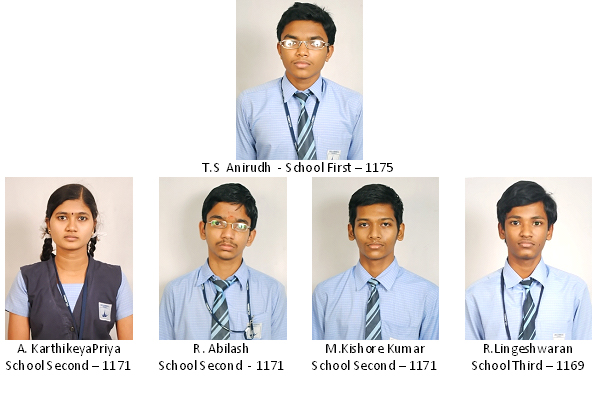 T.S Anirudh - School First – 1175
A. KarthikeyaPriya
School Second – 1171
R. Abilash
School Second - 1171
M.Kishore Kumar
School Second – 1171
R.Lingeshwaran
School Third – 1169